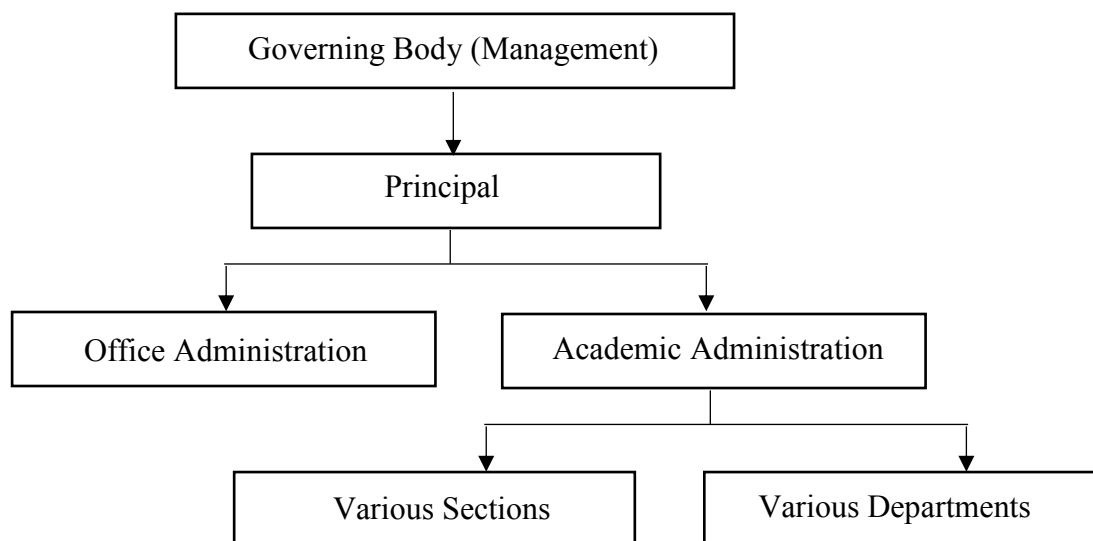 Governing Body (Management)
Principal
Office Administration
Academic Administration
Various Sections
Various Departments